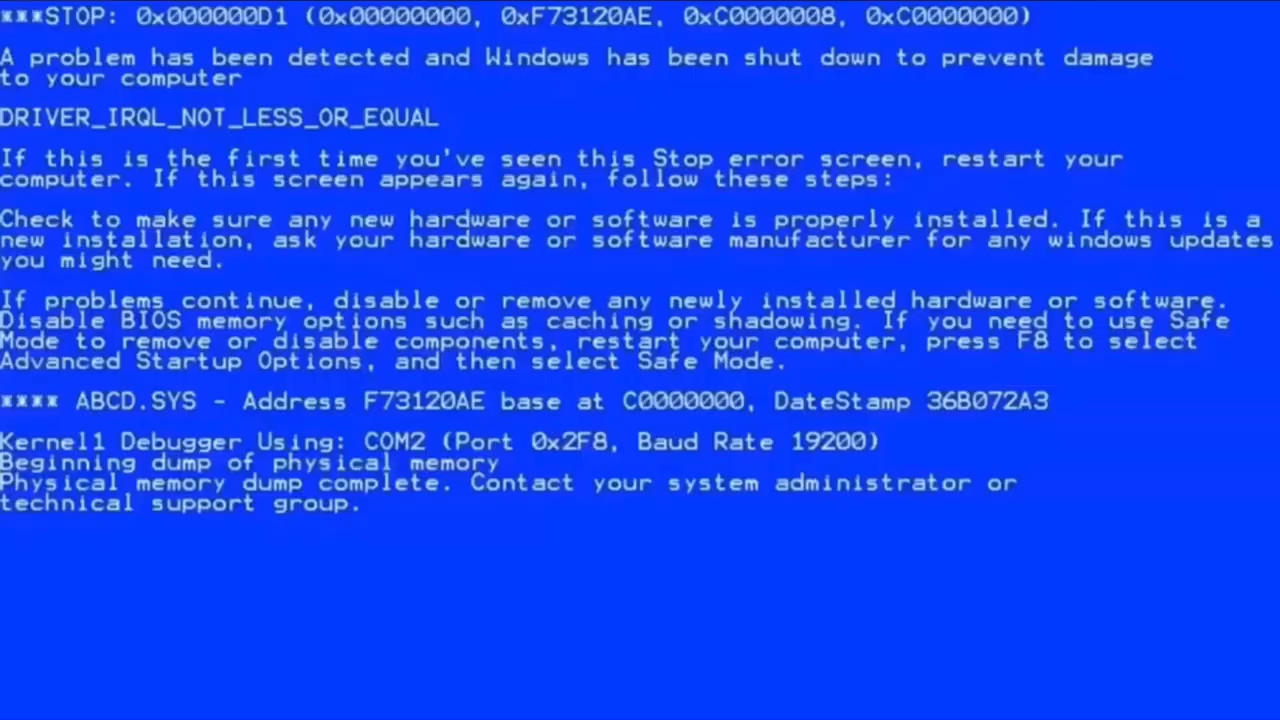 ***STOP: 0x000000D1 (0x00000000, 0xF73120AE, 0xC0000008, 0xC0000000)
A problem has been detected and Windows has been shut down to prevent damage
to your computer
DRIVER_IRQL_NOT_LESS_OR_EQUAL
If this is the first time you've seen this Stop error screen, restart your
computer. If this screen appears again, follow these steps:
Check to make sure any new hardware or software is properly installed. If this is a
new installation, ask your hardware or software manufacturer for any windows updates
you might need.
If problems continue, disable or remove any newly installed hardware or software.
Disable BIOS memory options such as caching or shadowing. If you need to use Safe
Mode to remove or disable components, restart your computer, press F8 to select
Advanced Startup Options, and then select Safe Mode.
**** ABCD.SYS - Address F73120AE base at C0000000, DateStamp 36B072A3
Kernel1 Debugger Using: COM2 (Port 0x2F8, Baud Rate 19200)
Beginning dump of physical memory
Physical memory dump complete. Contact your system administrator or
technical support group.